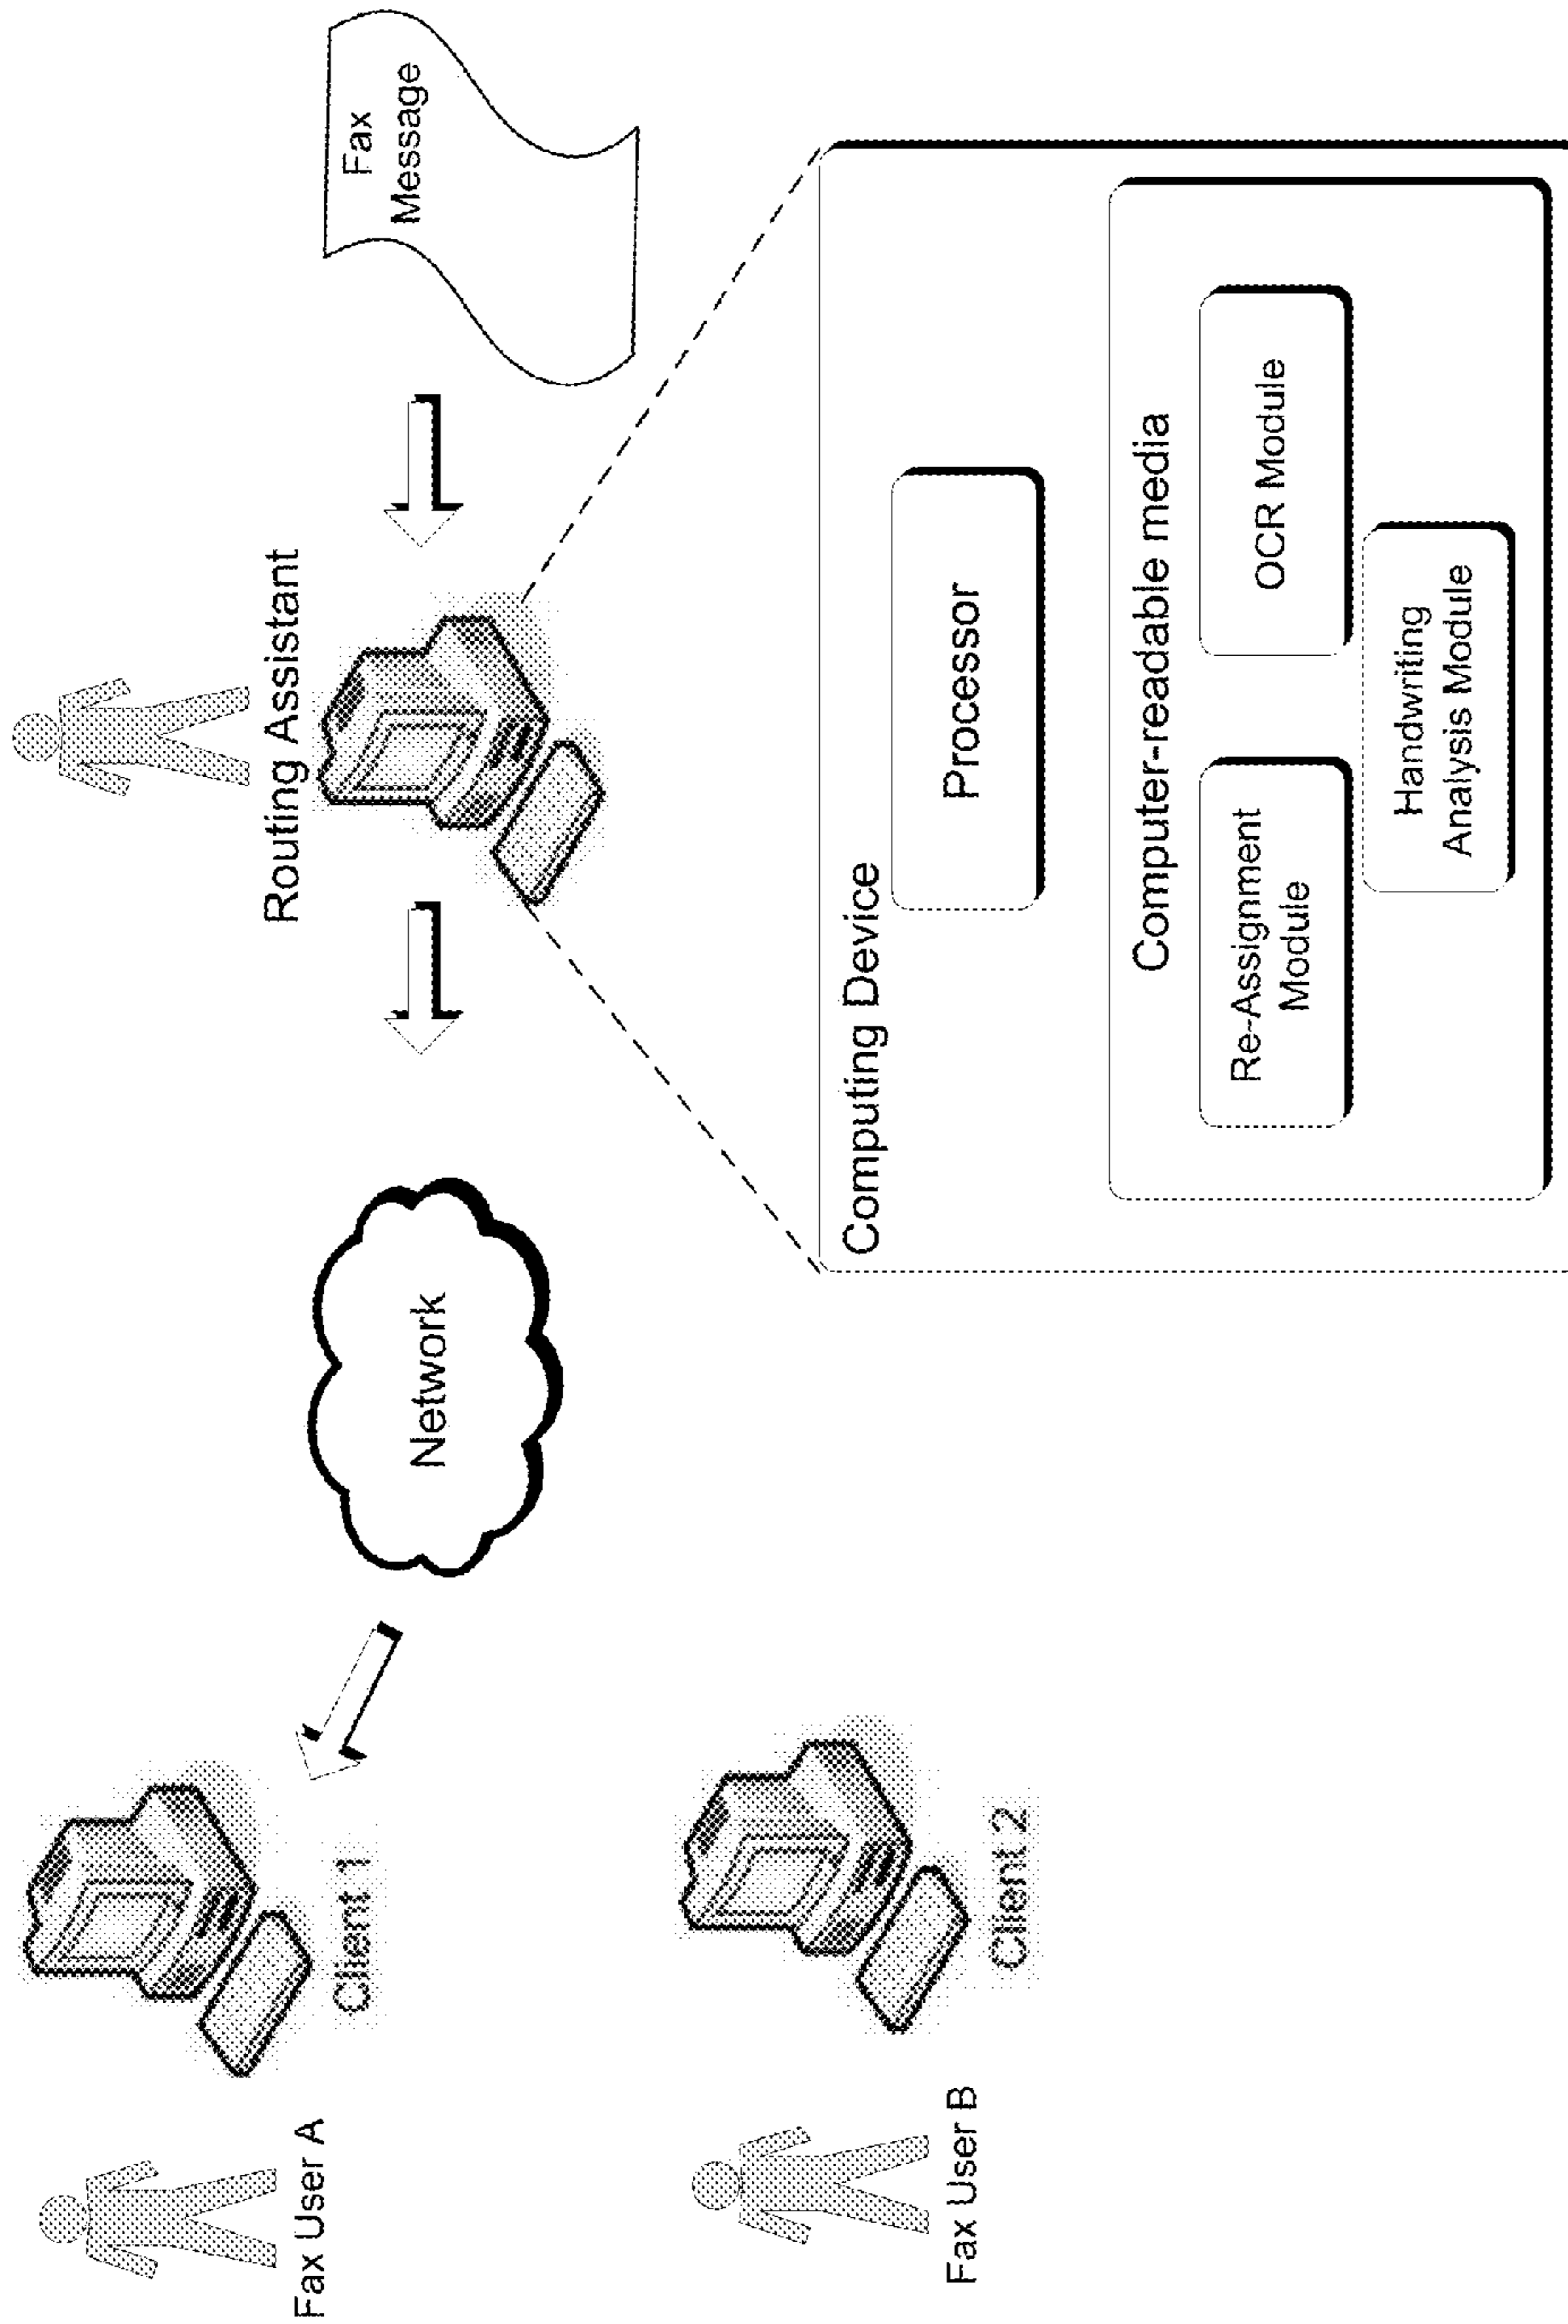 Fax User A
Client 1
Network
Routing Assistant
Fax
Message
Fax User B
Client 2
Computing Device
Processor
Computer-readable media
Re-Assignment
Module
OCR Module
Handwriting
Analysis Module